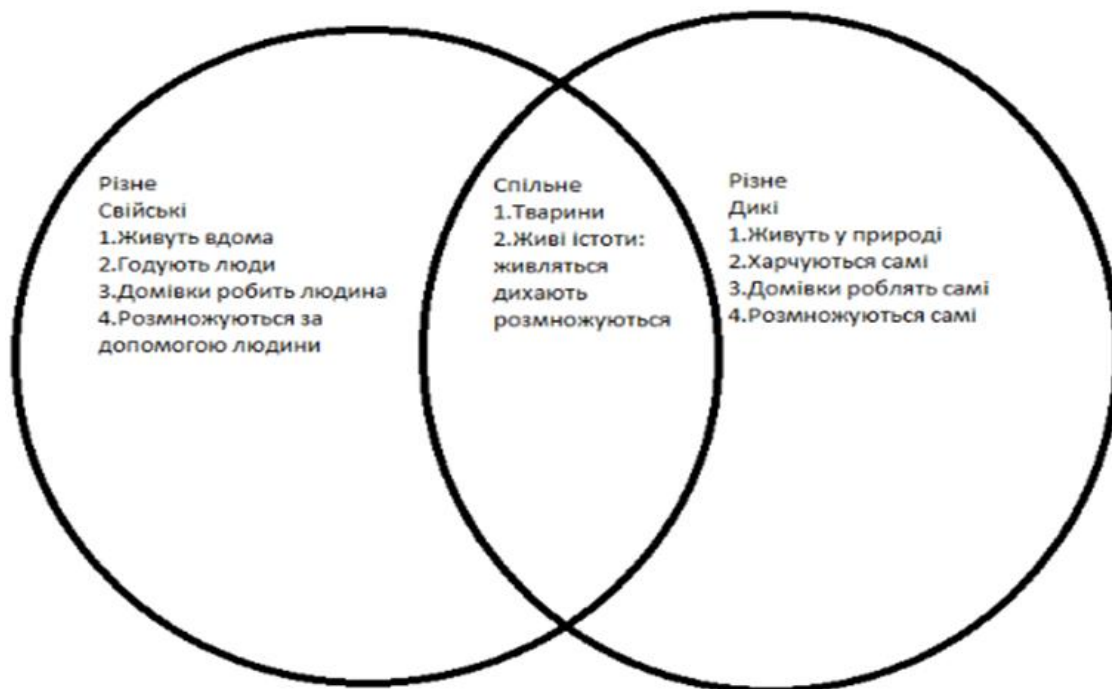 Різне
Свійські
1.Живуть вдома
2.Годують люди
3.Домівки робить людина
4.Розмножуються за
допомогою людини
Спільне
1.Тварини
2.Живі істоти:
живляться
дихають
розмножуються
Різне
Дикі
1.Живуть у природі
2.Харчуються самі
3.Домівки роблять самі
4.Розмножуються самі